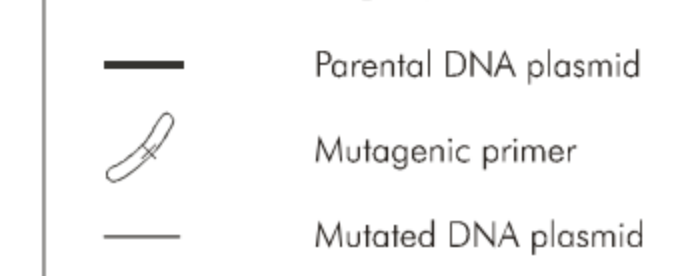 Parental DNA plasmid
Mutagenic primer
Mutated DNA plasmid